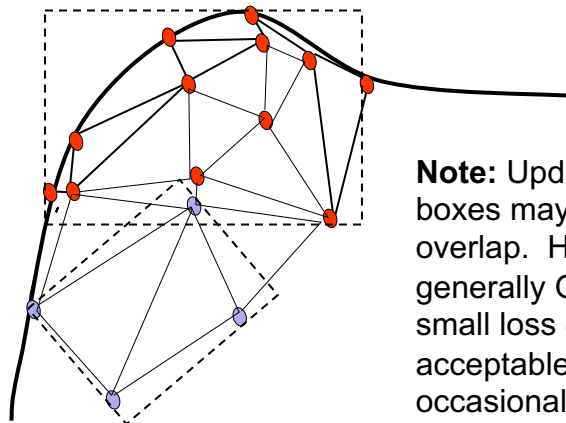 Note: Upd
boxes may
overlap. H
generally O
small loss
acceptable
occasional